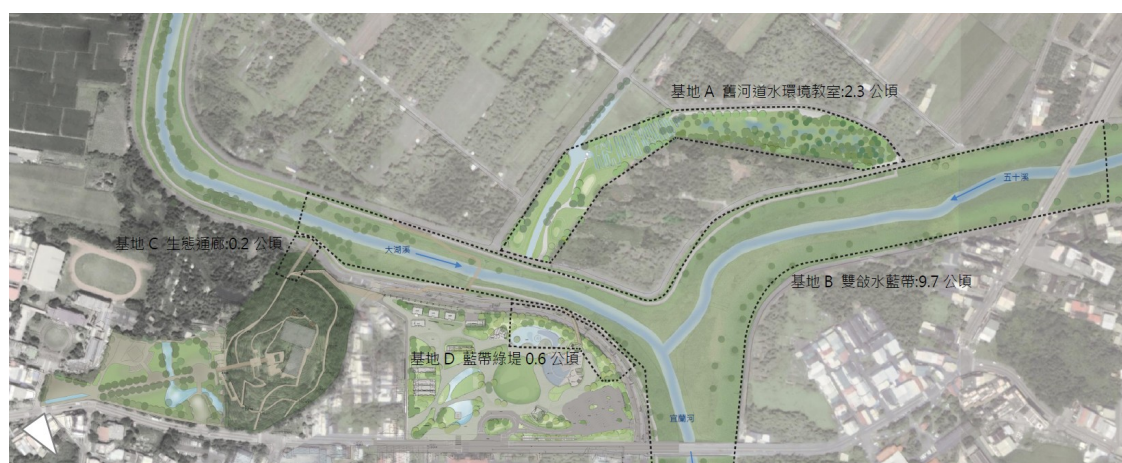 基地 A 舊河道水環境教室:2.3 公頃
五十溪
基地 C 生態通廊:0.2 公頃
大湖溪
基地 B 雙敆水藍帶:9.7 公頃
基地 D 藍帶綠堤 0.6 公頃
宜蘭河